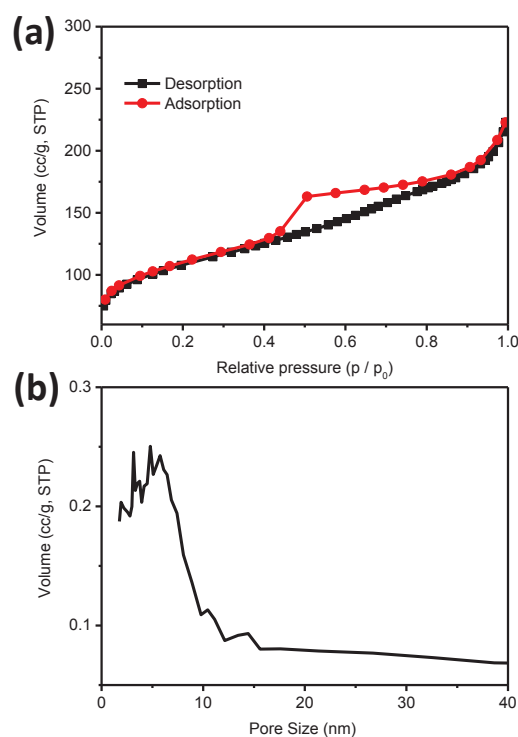 (a)
300
250
200
150
100
Volume (cc/g, STP)
Desorption
Adsorption
0.0 0.2 0.4 0.6 0.8 1.0
Relative pressure (p / p₀)
(b)
0.3
0.2
0.1
Volume (cc/g, STP)
0 10 20 30 40
Pore Size (nm)